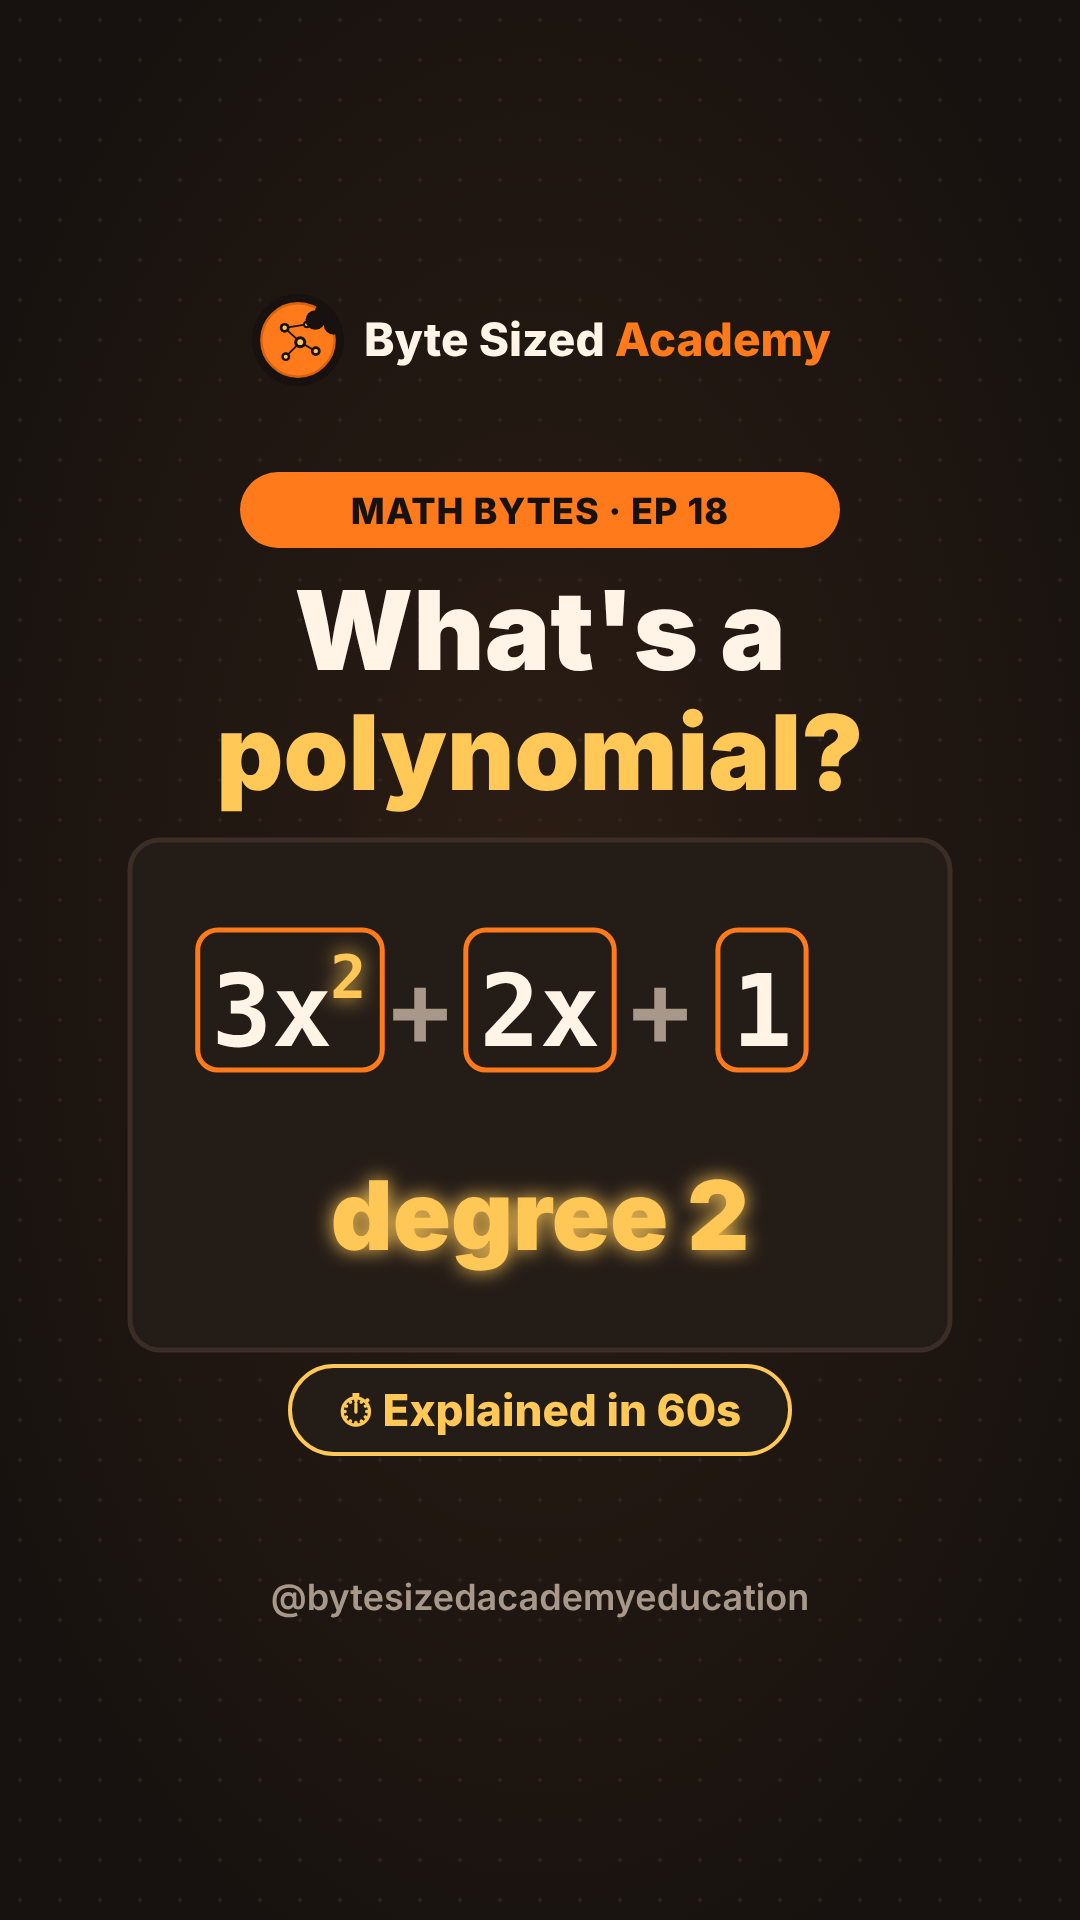 Byte Sized Academy
MATH BYTES · EP 18
What's a
polynomial?
3x² + 2x + 1
degree 2
⏱ Explained in 60s
@bytesizedacademyeducation